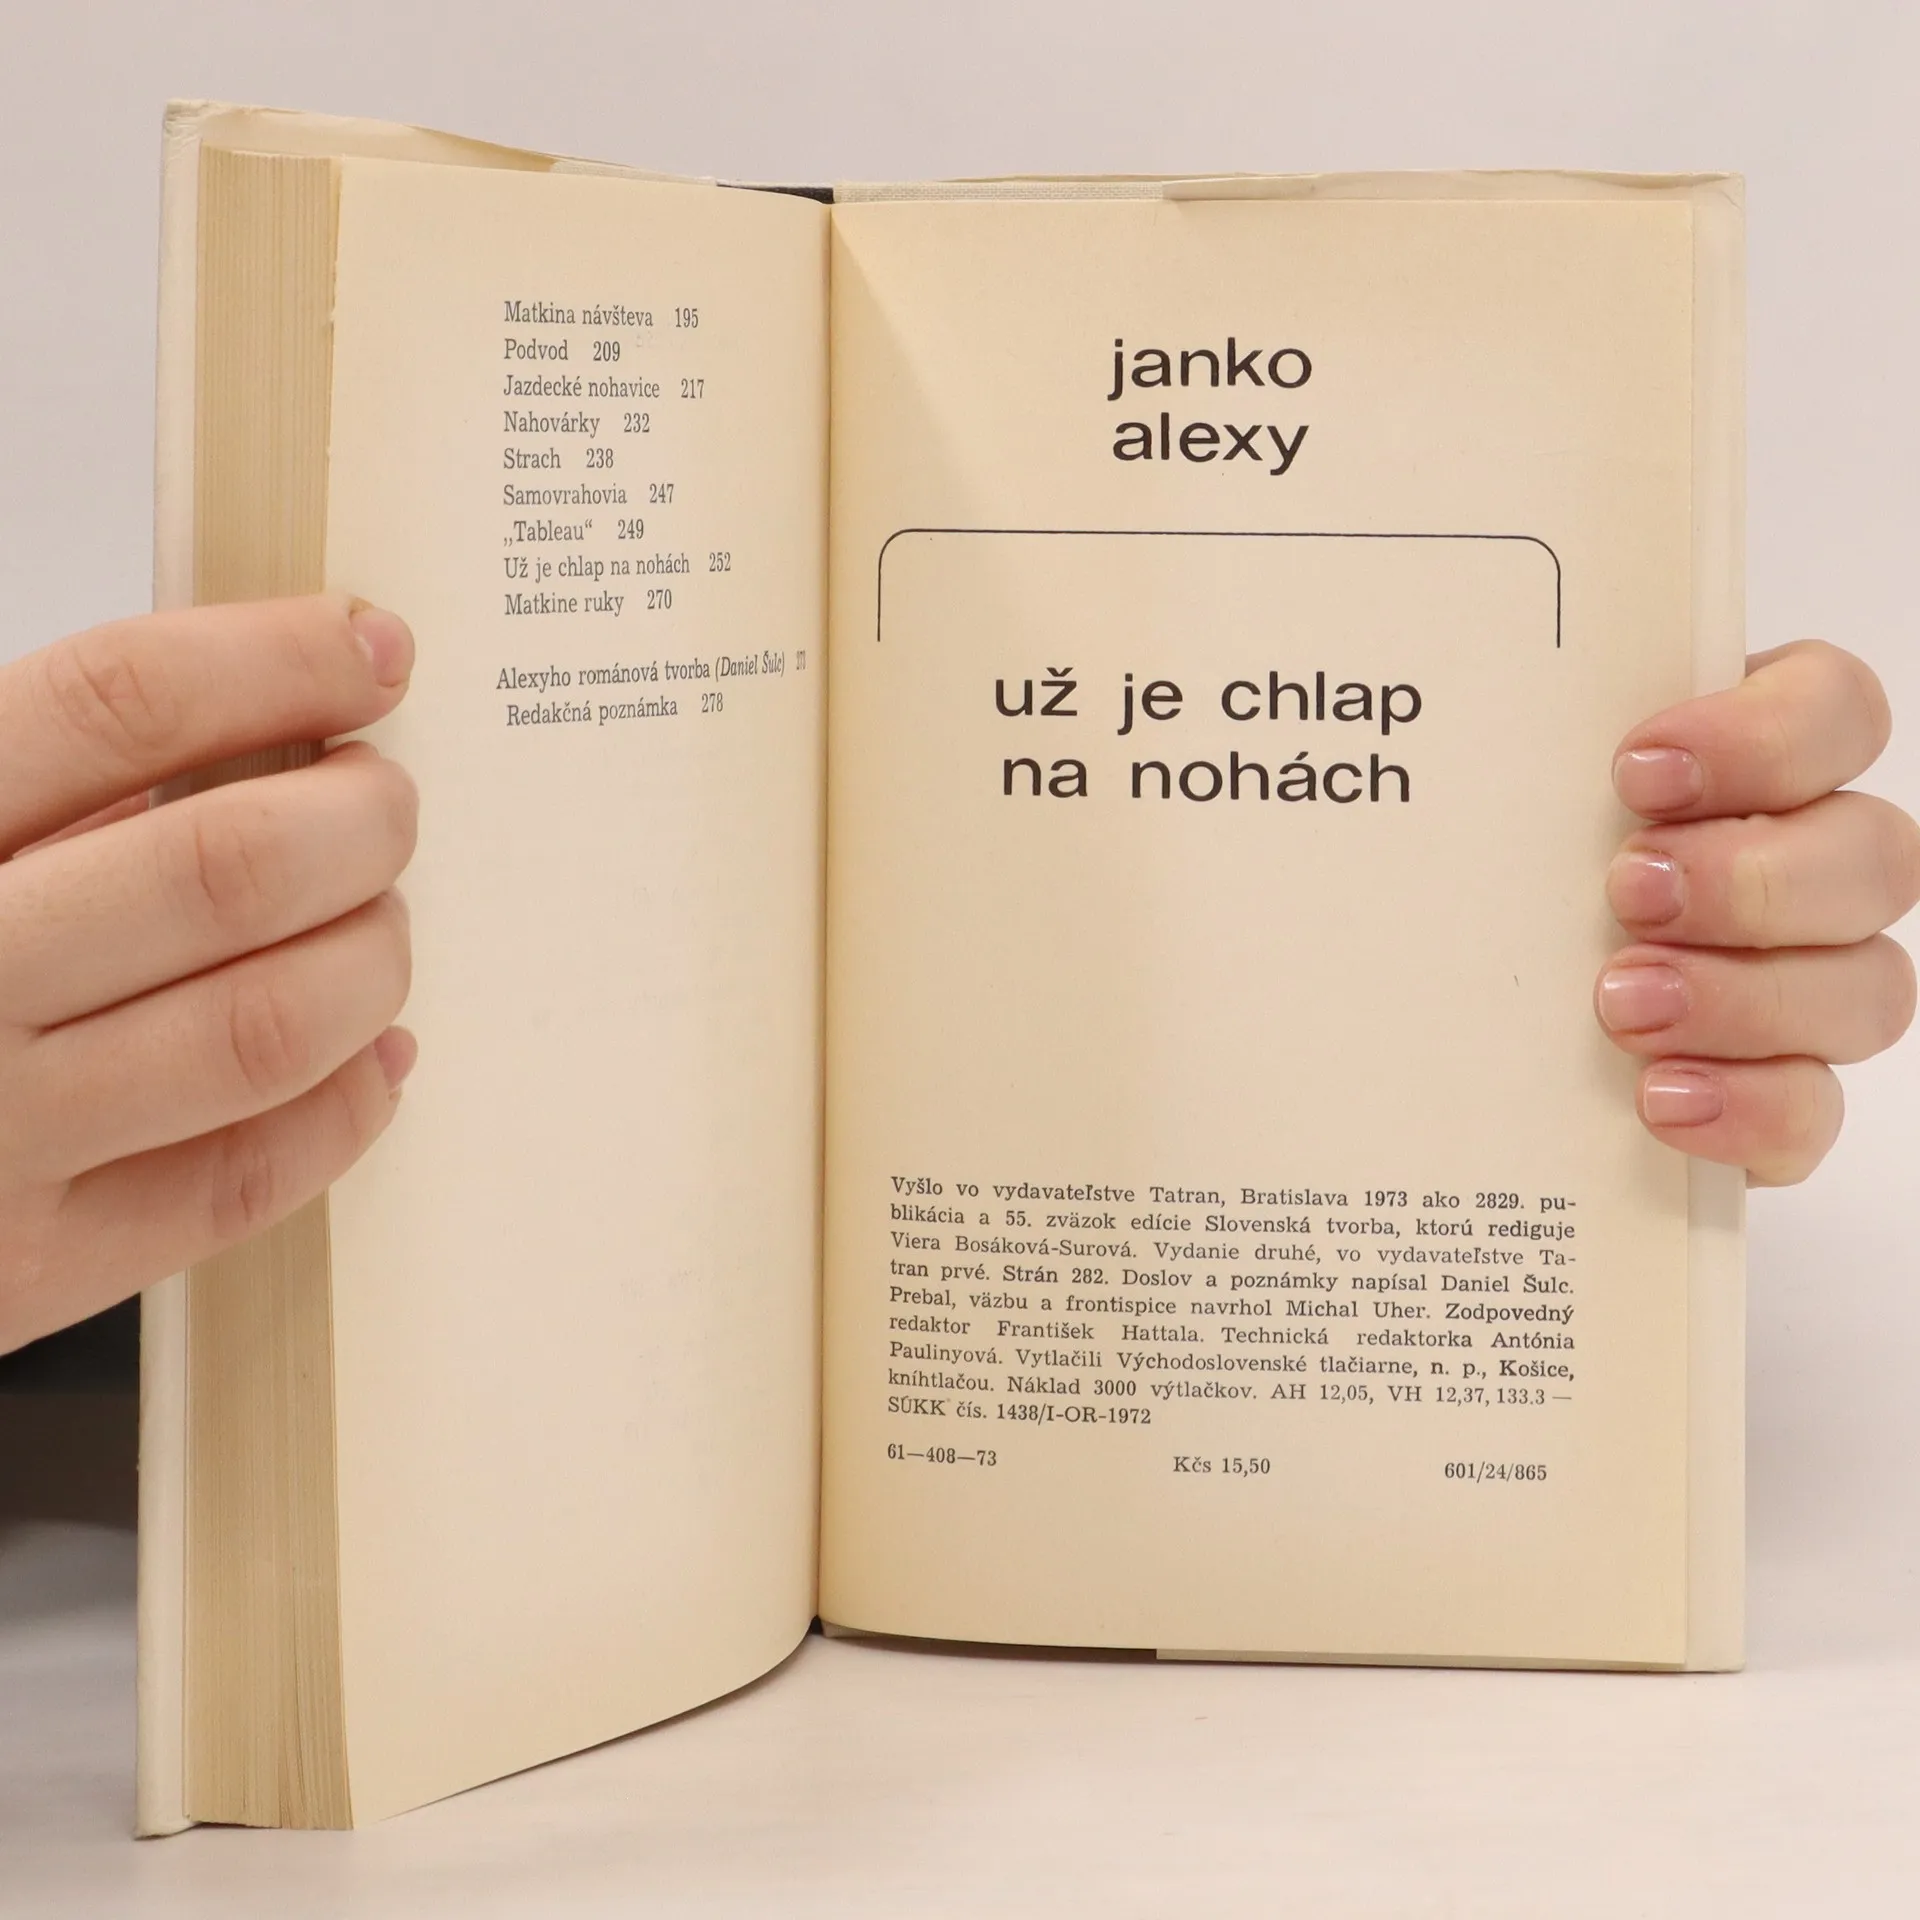 Matkina návšteva 195
Podvod 209
Jazdecké nohavice 217
Nahovárky 232
Strach 238
Samovrahovia 247
„Tableau“ 249
Už je chlap na nohách 252
Matkine ruky 270
Alexyho románová tvorba (Daniel Šulc)
Redakčná poznámka 278
janko
alexy
už je chlap
na nohách
Vyšlo vo vydavateľstve Tatran, Bratislava 1973 ako 2829. pu-
blikácia a 55. zväzok edície Slovenská tvorba, ktorú rediguje
Viera Bosáková-Surová. Vydanie druhé, vo vydavateľstve Ta-
tran prvé. Strán 282. Doslov a poznámky napísal Daniel Šulc.
Prebal, väzbu a frontispice navrhol Michal Uher. Zodpovedný
redaktor František Hattala. Technická redaktorka Antónia
Paulinyová. Vytlačili Východoslovenské tlačiarne, n. p., Košice,
kníhtlačou. Náklad 3000 výtlačkov. AH 12,05, VH 12,37, 133.3 —
SÚKK čís. 1438/I-OR-1972
61—408—73 Kčs 15,50 601/24/865